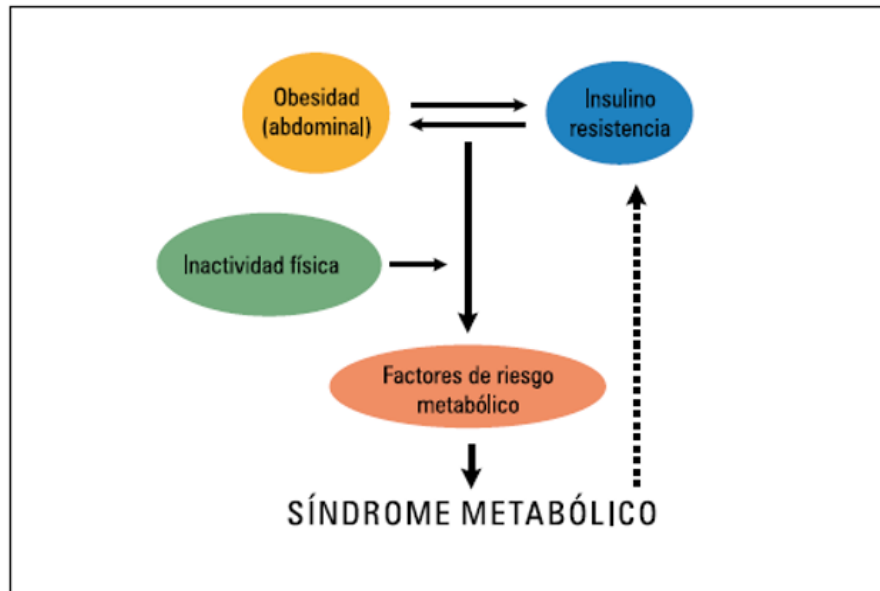 Obesidad
(abdominal)
Insulino
resistencia
Inactividad física
Factores de riesgo
metabólico
SÍNDROME METABÓLICO